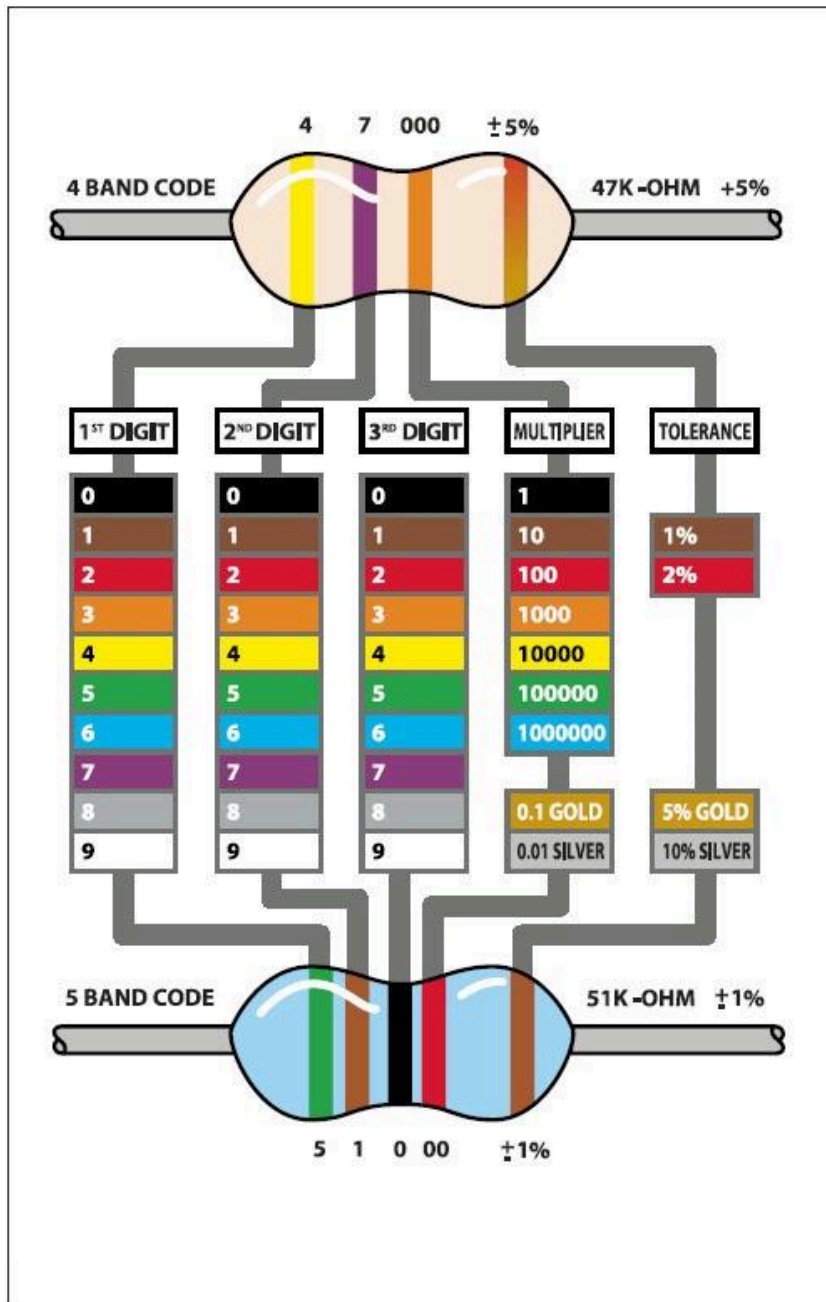 4 7 000 ±5%
4 BAND CODE 47K-OHM +5%
1ST DIGIT 2ND DIGIT 3RD DIGIT MULTIPLIER TOLERANCE
0 0 0 1
1 1 1 10 1%
2 2 2 100 2%
3 3 3 1000
4 4 4 10000
5 5 5 100000
6 6 6 1000000
7 7 7
8 8 8 0.1 GOLD 5% GOLD
9 9 9 0.01 SILVER 10% SILVER
5 BAND CODE 51K-OHM ±1%
5 1 0 00 ±1%